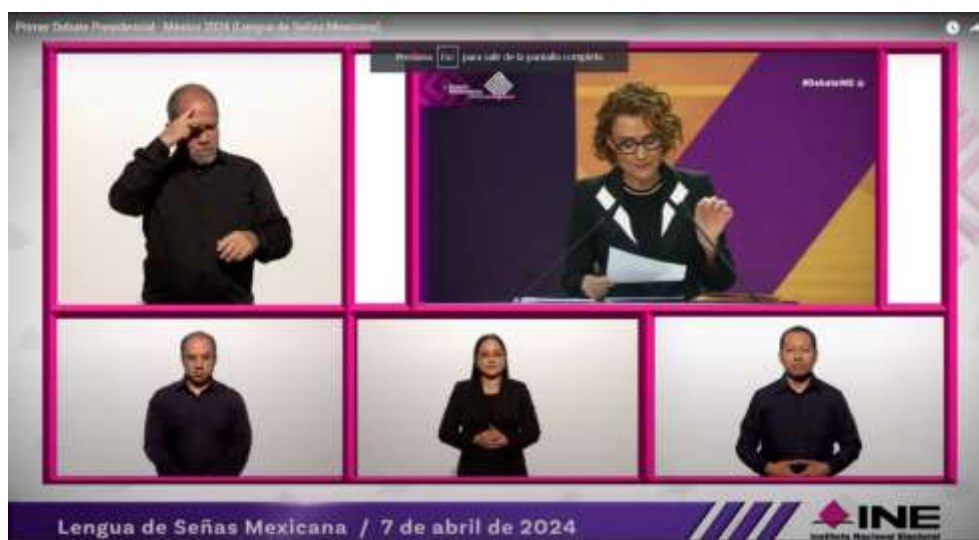 Primer Debate Presidencial - México 2024 (Lengua de Señas Mexicana)
Presiona Esc para salir de la pantalla completa
#DebateINE
Lengua de Señas Mexicana / 7 de abril de 2024
INE
Instituto Nacional Electoral